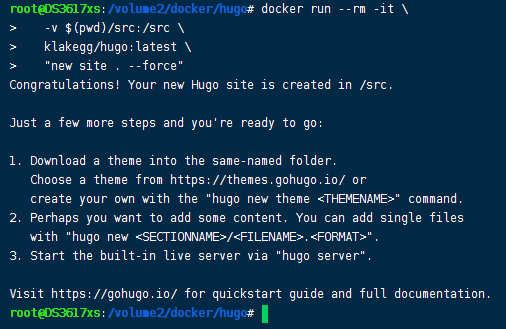 root@DS3617xs:/volume2/docker/hugo# docker run --rm -it \
>    -v $(pwd)/src:/src \
>    klakegg/hugo:latest \
>    "new site . --force"
Congratulations! Your new Hugo site is created in /src.

Just a few more steps and you're ready to go:

1. Download a theme into the same-named folder.
   Choose a theme from https://themes.gohugo.io/ or
   create your own with the "hugo new theme <THEMENAME>" command.
2. Perhaps you want to add some content. You can add single files
   with "hugo new <SECTIONNAME>/<FILENAME>.<FORMAT>".
3. Start the built-in live server via "hugo server".

Visit https://gohugo.io/ for quickstart guide and full documentation.
root@DS3617xs:/volume2/docker/hugo#